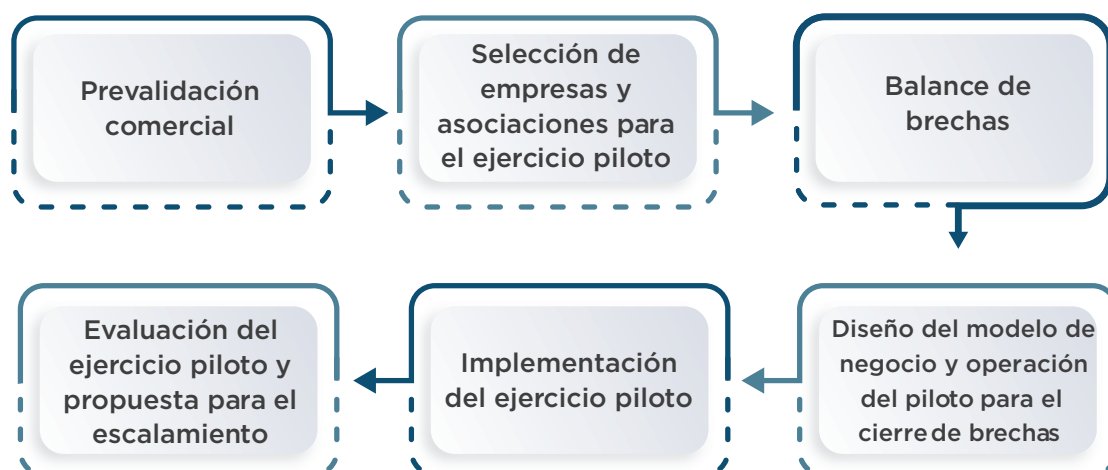 Prevalidación
comercial
Selección de
empresas y
asociaciones para
el ejercicio piloto
Balance de
brechas
Diseño del modelo de
negocio y operación
del piloto para el
cierre de brechas
Implementación
del ejercicio piloto
Evaluación del
ejercicio piloto y
propuesta para el
escalamiento